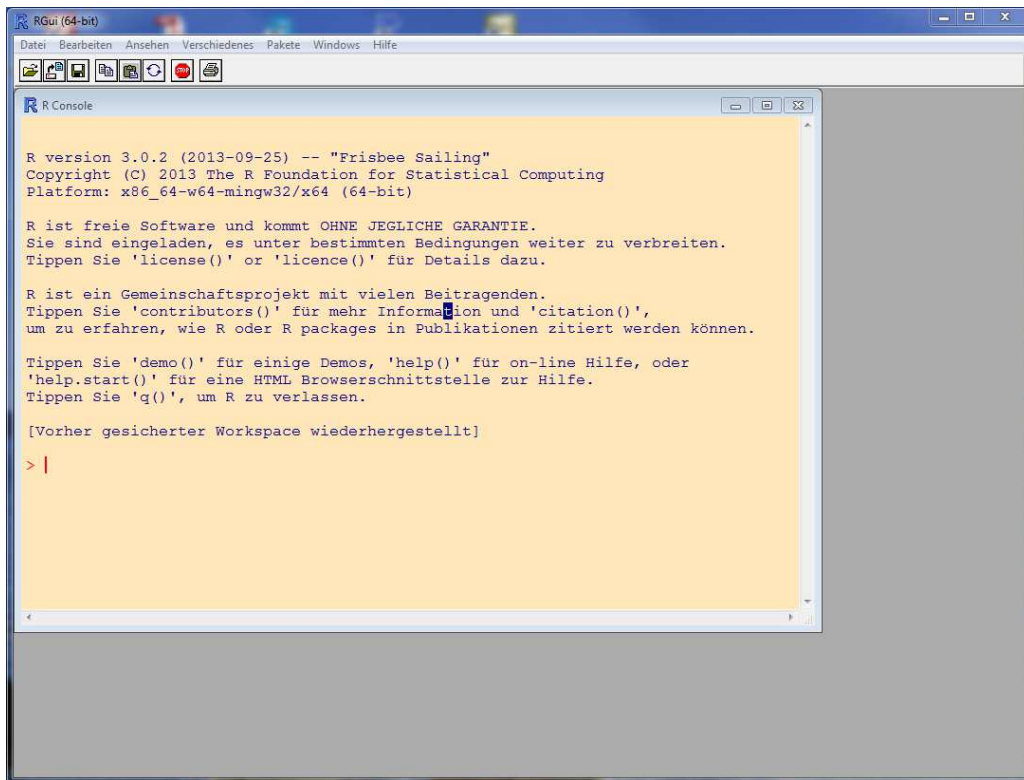 RGui (64-bit)
Datei Bearbeiten Ansehen Verschiedenes Pakete Windows Hilfe
STOP
R Console
R version 3.0.2 (2013-09-25) -- "Frisbee Sailing"
Copyright (C) 2013 The R Foundation for Statistical Computing
Platform: x86_64-w64-mingw32/x64 (64-bit)
R ist freie Software und kommt OHNE JEGLICHE GARANTIE.
Sie sind eingeladen, es unter bestimmten Bedingungen weiter zu verbreiten.
Tippen Sie 'license()' or 'licence()' für Details dazu.
R ist ein Gemeinschaftsprojekt mit vielen Beitragenden.
Tippen Sie 'contributors()' für mehr Information und 'citation()',
um zu erfahren, wie R oder R packages in Publikationen zitiert werden können.
Tippen Sie 'demo()' für einige Demos, 'help()' für on-line Hilfe, oder
'help.start()' für eine HTML Browserschnittstelle zur Hilfe.
Tippen Sie 'q()', um R zu verlassen.
[Vorher gesicherter Workspace wiederhergestellt]
>